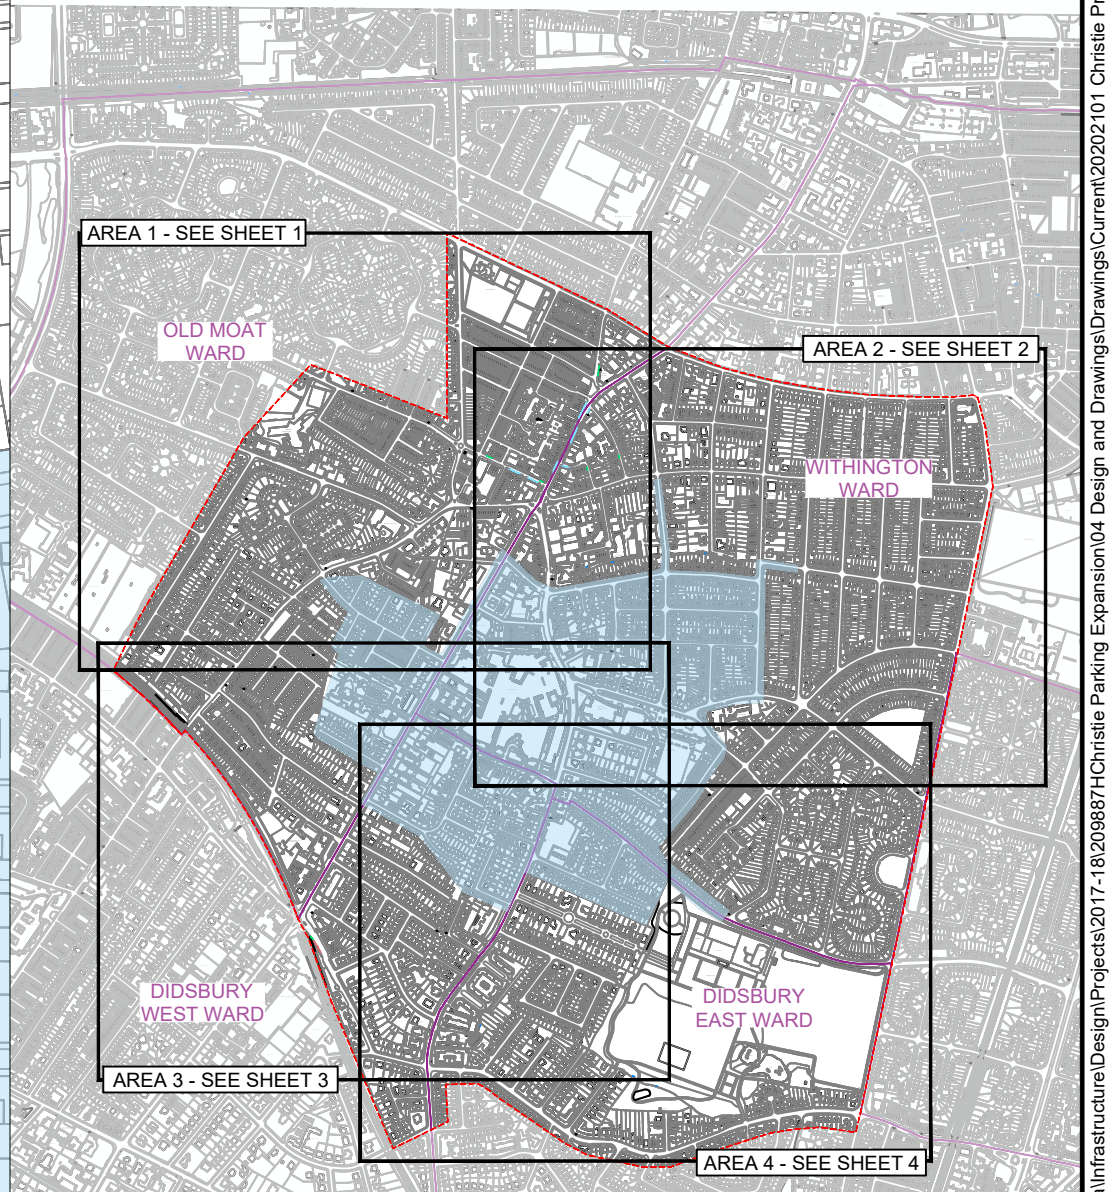 AREA 1 - SEE SHEET 1
OLD MOAT
WARD
AREA 2 - SEE SHEET 2
WITHINGTON
WARD
DIDSBURY
WEST WARD
DIDSBURY
EAST WARD
AREA 3 - SEE SHEET 3
AREA 4 - SEE SHEET 4
\Infrastructure\Design\Projects\2017-18\209887HChristie Parking Expansion\04 Design and Drawings\Drawings\Current\20202101 Christie Pr